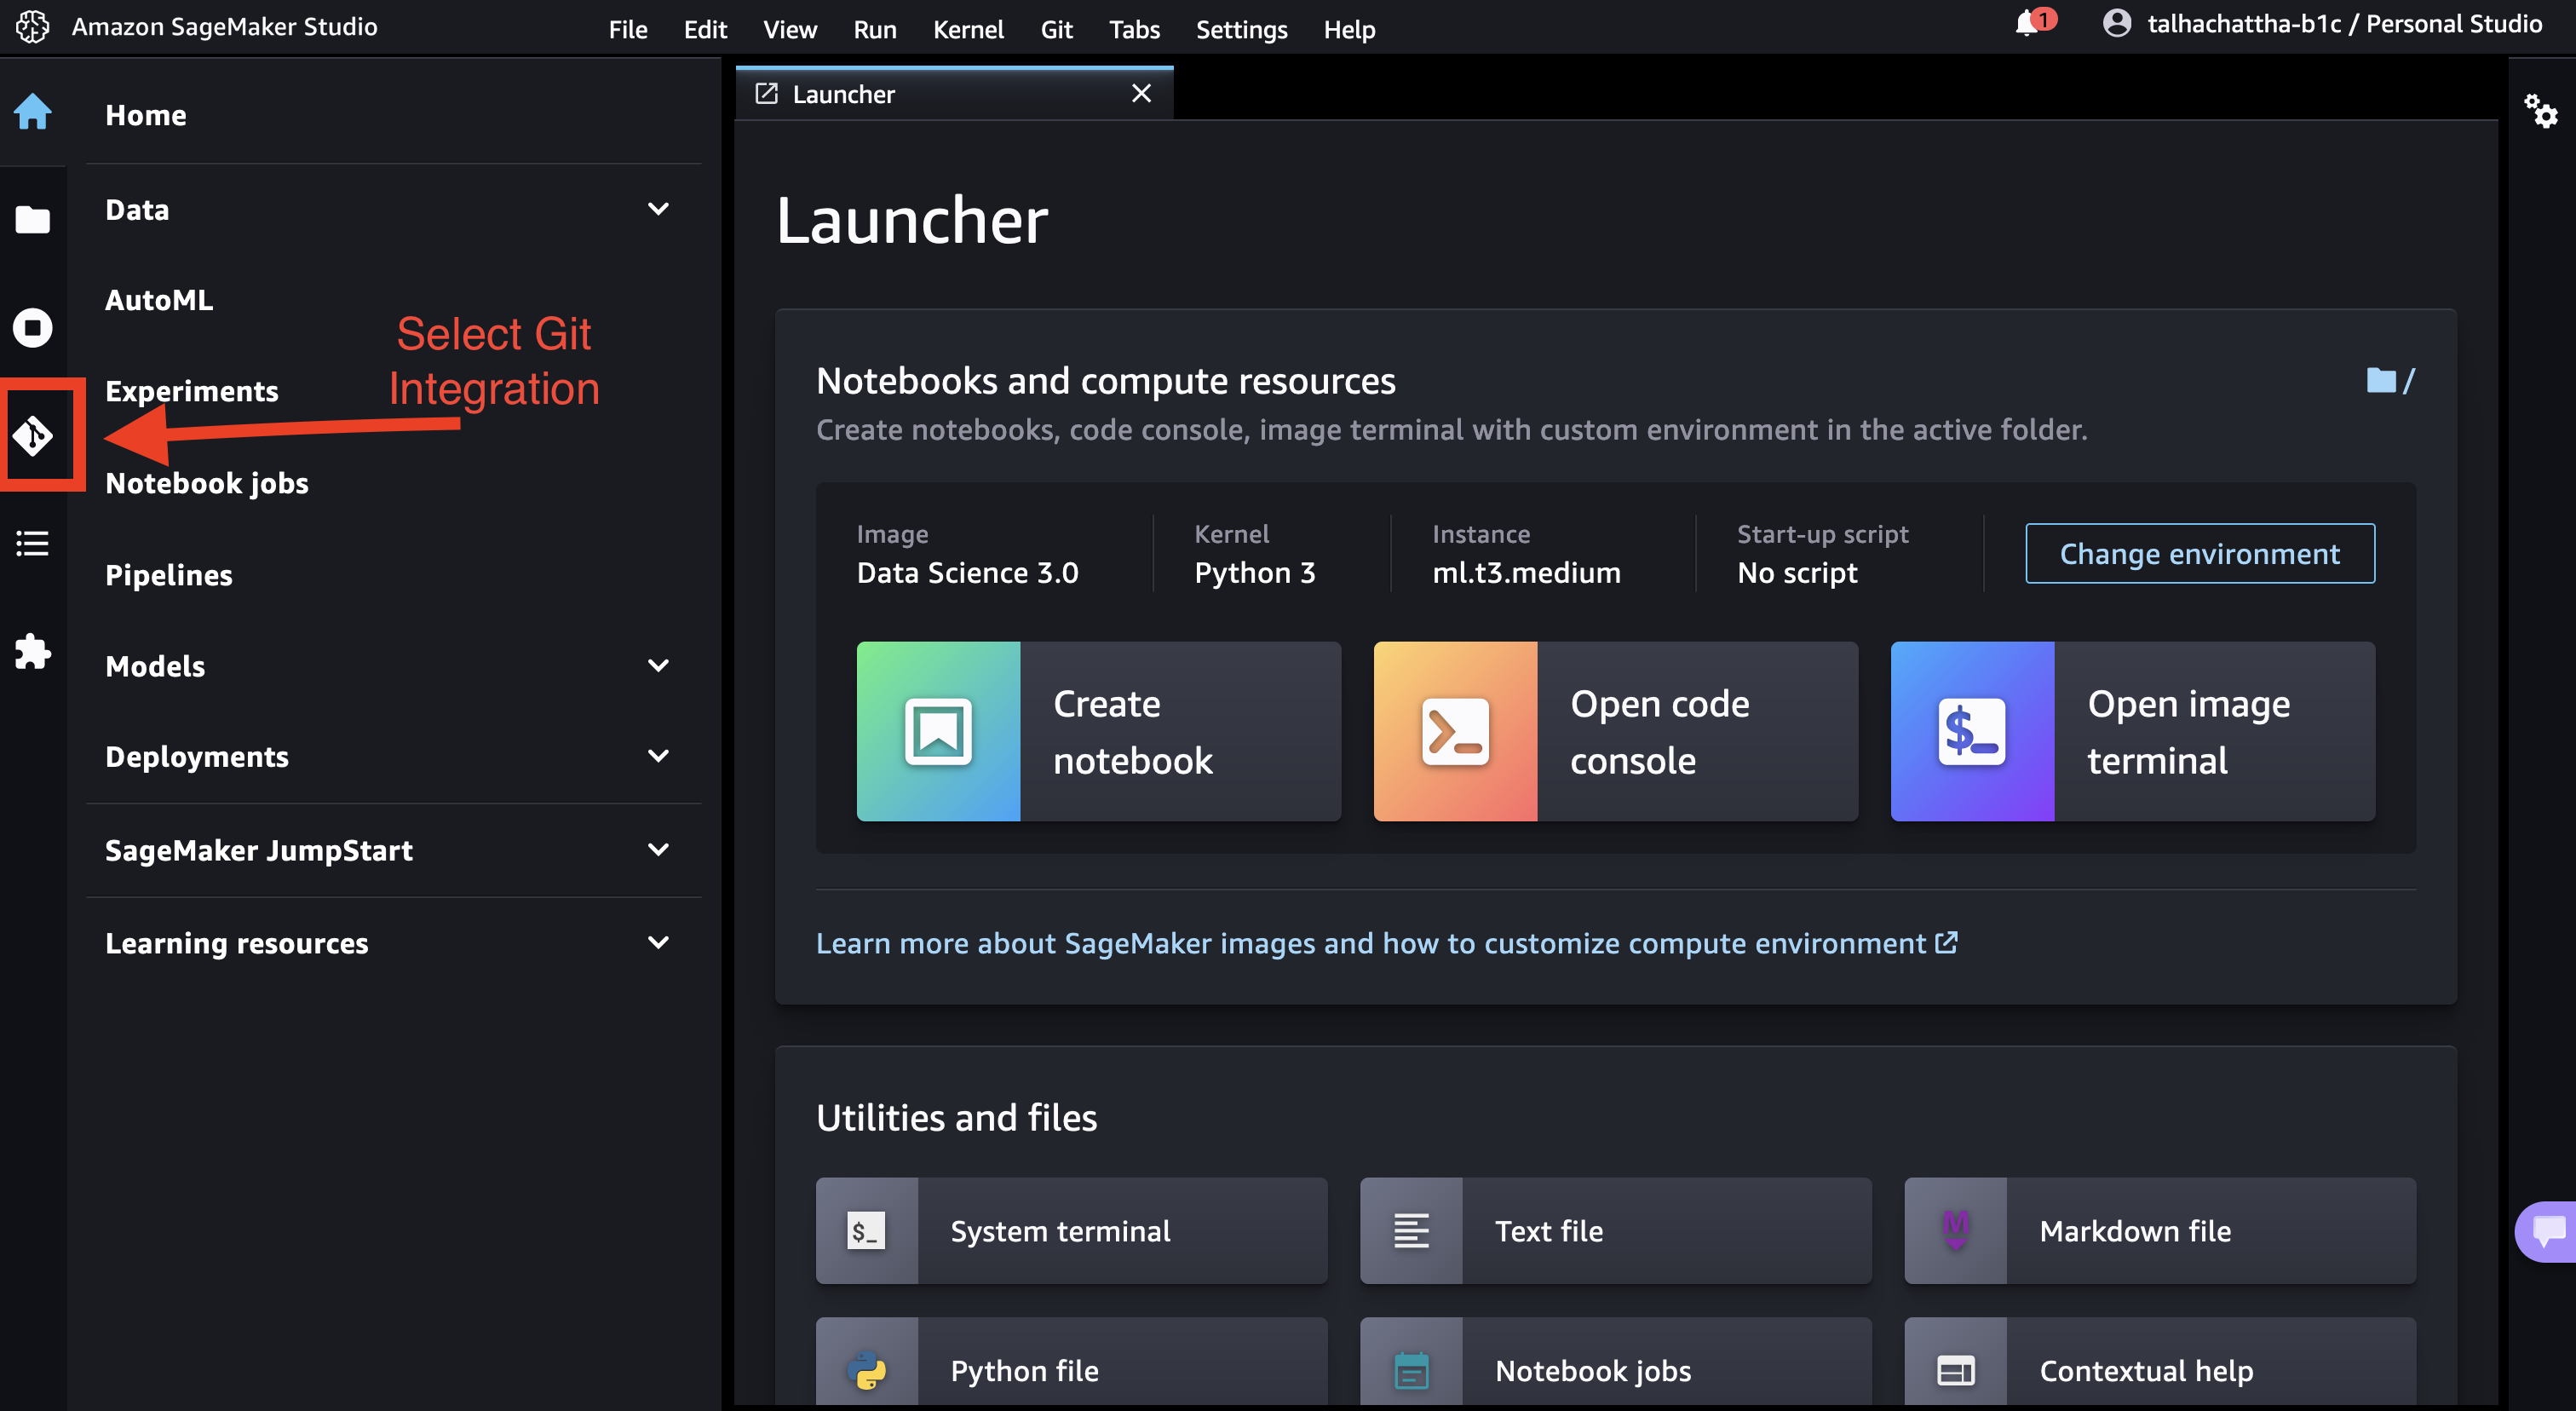 Amazon SageMaker Studio
File Edit View Run Kernel Git Tabs Settings Help
1
talhachattha-b1c / Personal Studio
Home
Data
AutoML
Experiments
Notebook jobs
Pipelines
Models
Deployments
SageMaker JumpStart
Learning resources
Select Git
Integration
Launcher
Launcher
Notebooks and compute resources
/
Create notebooks, code console, image terminal with custom environment in the active folder.
Image
Data Science 3.0
Kernel
Python 3
Instance
ml.t3.medium
Start-up script
No script
Change environment
Create
notebook
Open code
console
$_
Open image
terminal
Learn more about SageMaker images and how to customize compute environment
Utilities and files
$_
System terminal
Text file
M
Markdown file
Python file
Notebook jobs
Contextual help